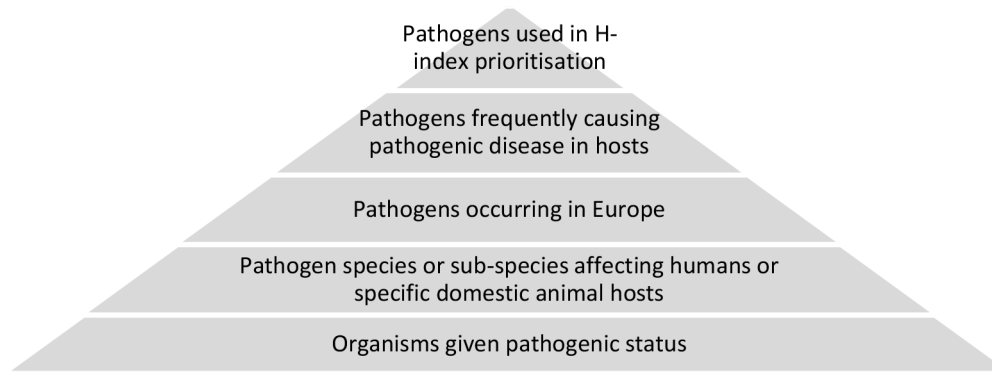 Pathogens used in H-
index prioritisation
Pathogens frequently causing
pathogenic disease in hosts
Pathogens occurring in Europe
Pathogen species or sub-species affecting humans or
specific domestic animal hosts
Organisms given pathogenic status